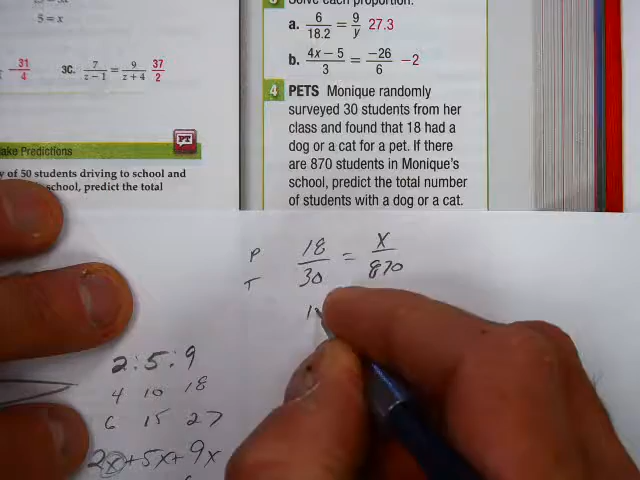 5 = x
31/4 3C. 7/(z − 1) = 9/(z + 4) 37/2
PT
ake Predictions
y of 50 students driving to school and
school, predict the total
a. 6/18.2 = 9/y 27.3
b. (4x − 5)/3 = −26/6 −2
4 PETS Monique randomly
surveyed 30 students from her
class and found that 18 had a
dog or a cat for a pet. If there
are 870 students in Monique's
school, predict the total number
of students with a dog or a cat.
P 18 = x
T 30 870
2:5:9
4 10 18
6 15 27
2x+5x+9x